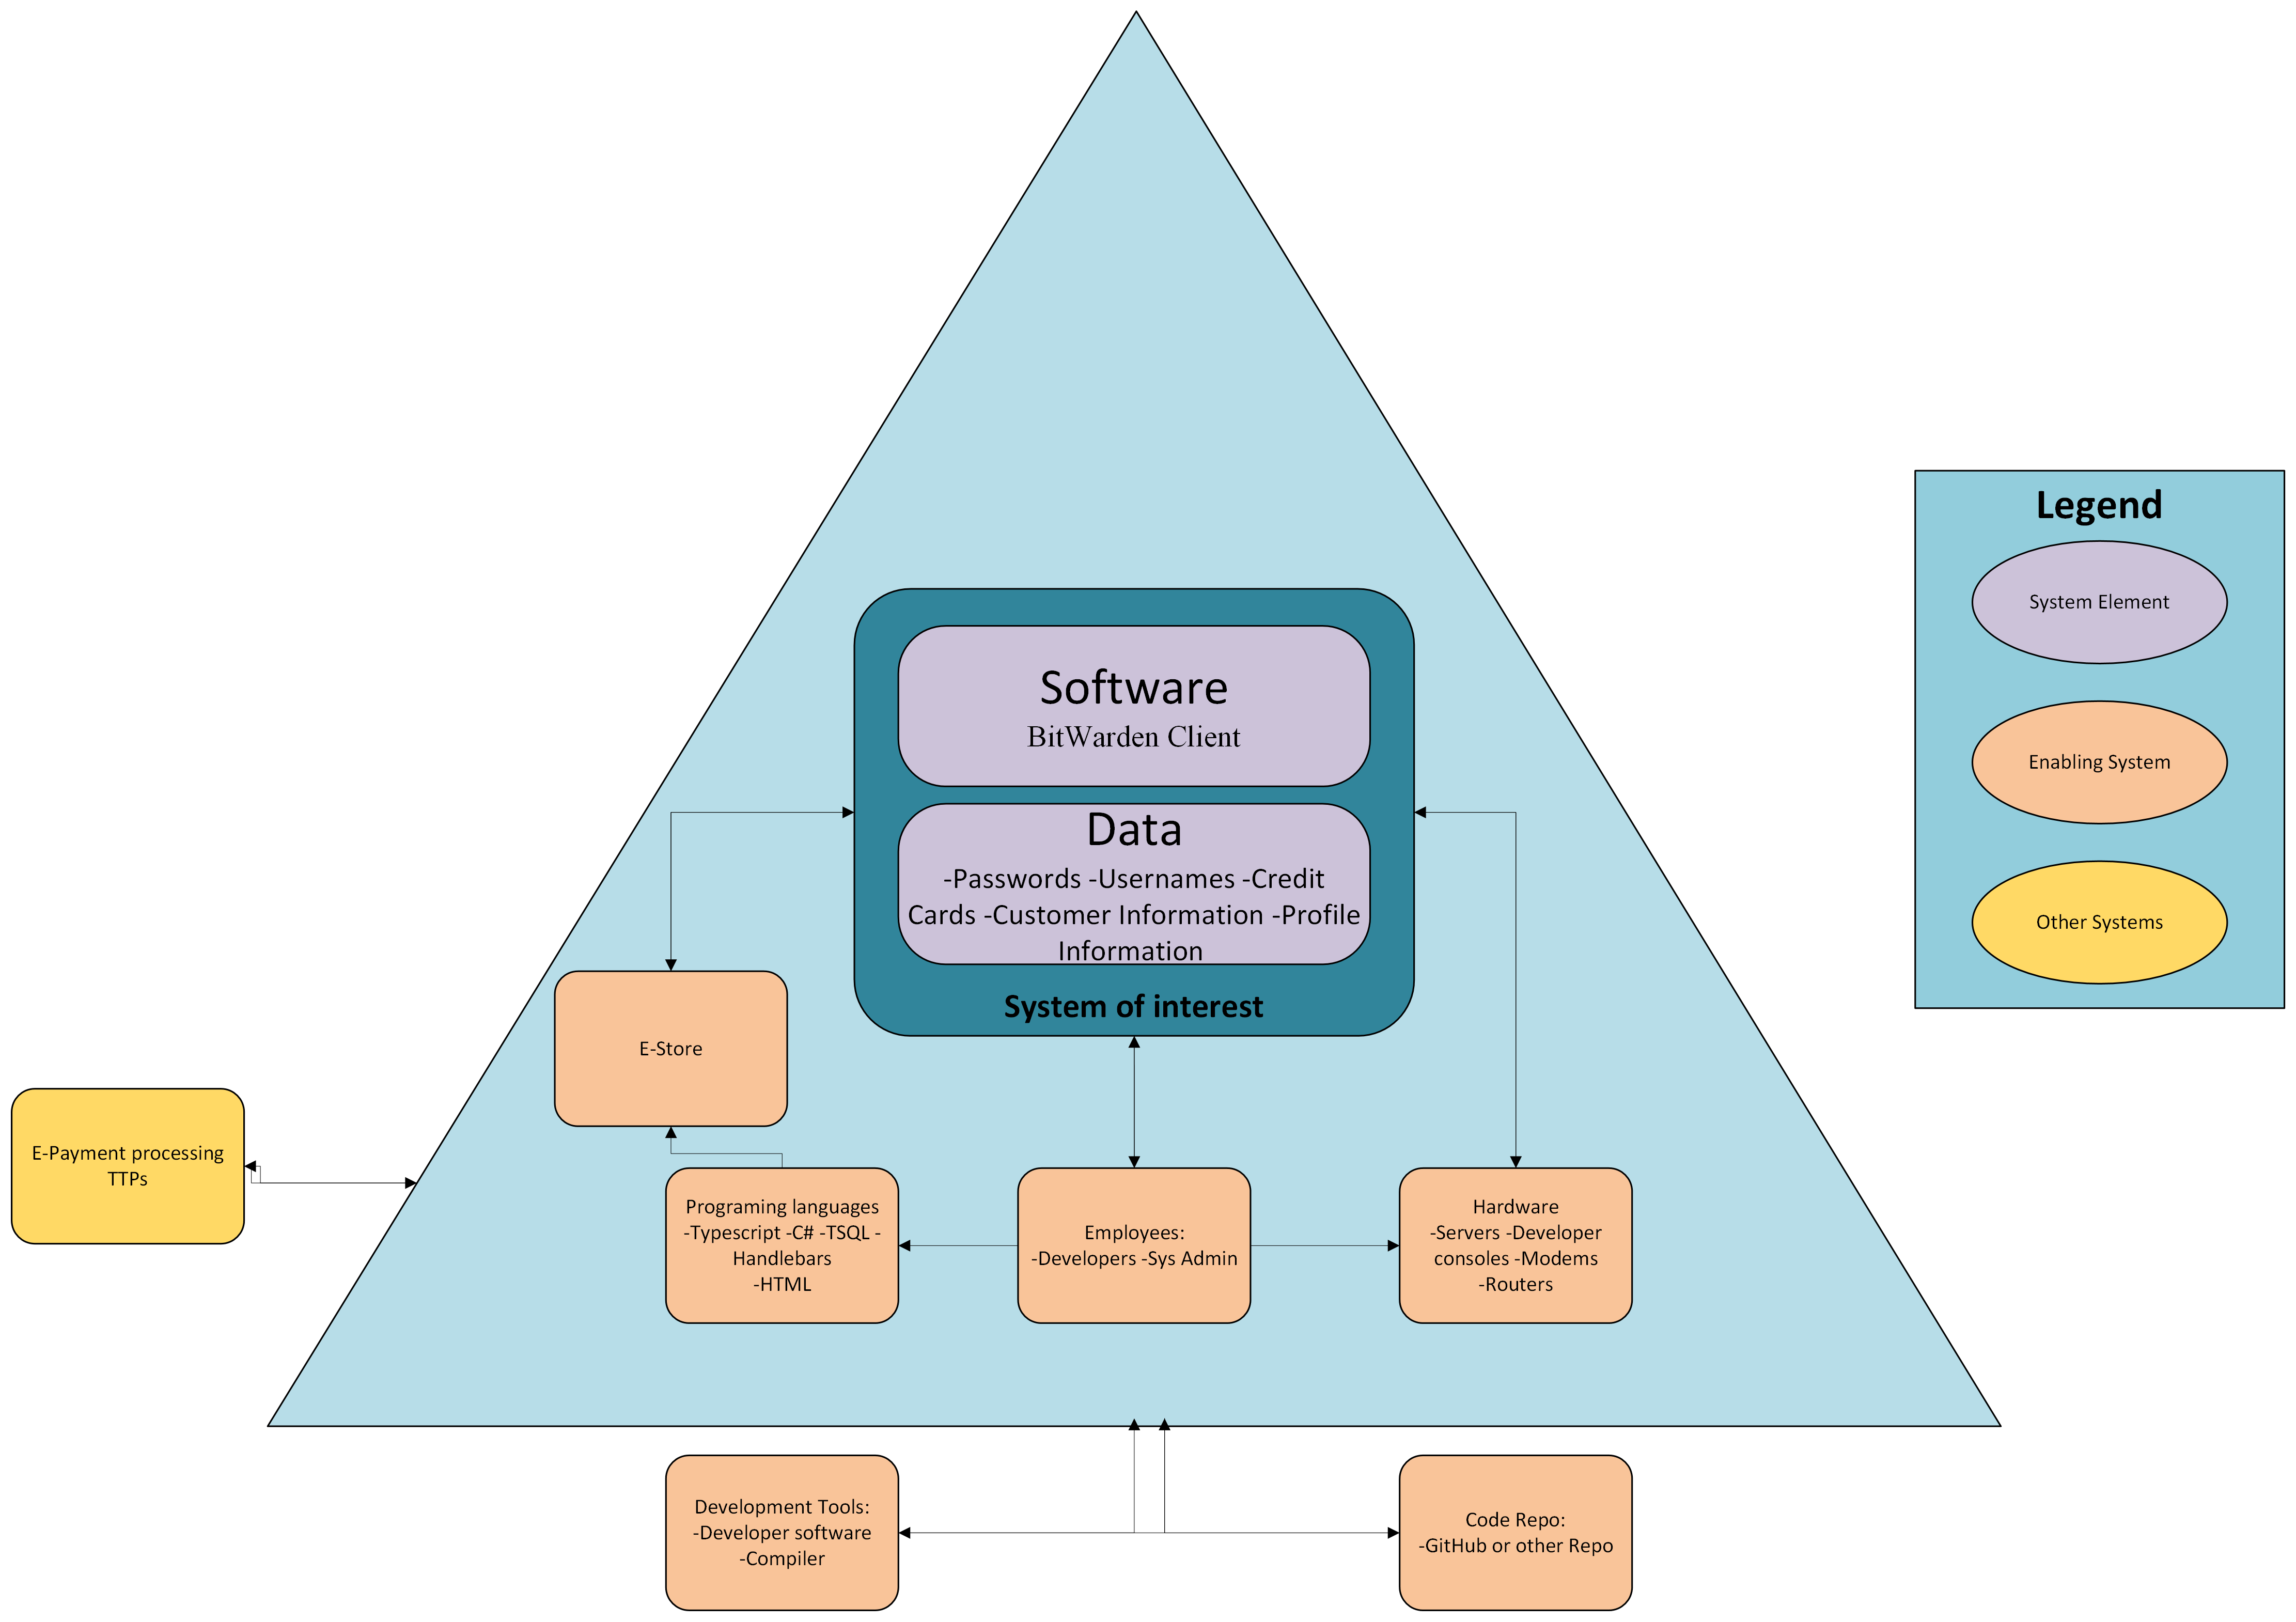 Legend
System Element
Enabling System
Other Systems
Software
BitWarden Client
Data
-Passwords -Usernames -Credit
Cards -Customer Information -Profile
Information
System of interest
E-Store
E-Payment processing
TTPs
Programing languages
-Typescript -C# -TSQL -
Handlebars
-HTML
Employees:
-Developers -Sys Admin
Hardware
-Servers -Developer
consoles -Modems
-Routers
Development Tools:
-Developer software
-Compiler
Code Repo:
-GitHub or other Repo